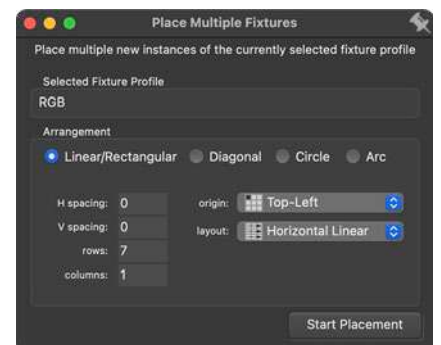 Place Multiple Fixtures
Place multiple new instances of the currently selected fixture profile
Selected Fixture Profile
RGB
Arrangement
Linear/Rectangular Diagonal Circle Arc
H spacing: 0 origin: Top-Left
V spacing: 0 layout: Horizontal Linear
rows: 7
columns: 1
Start Placement